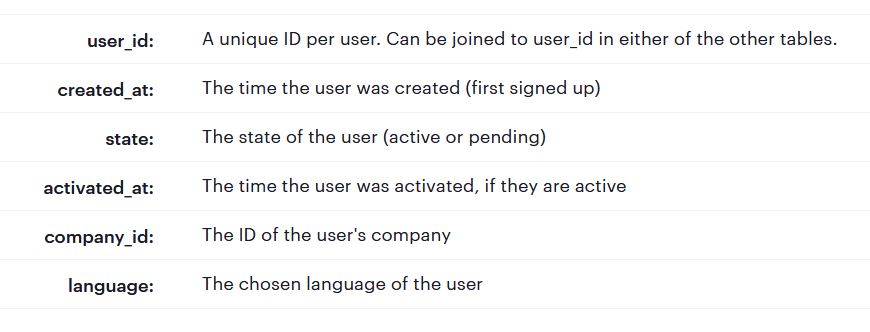 user_id: A unique ID per user. Can be joined to user_id in either of the other tables.
created_at: The time the user was created (first signed up)
state: The state of the user (active or pending)
activated_at: The time the user was activated, if they are active
company_id: The ID of the user's company
language: The chosen language of the user